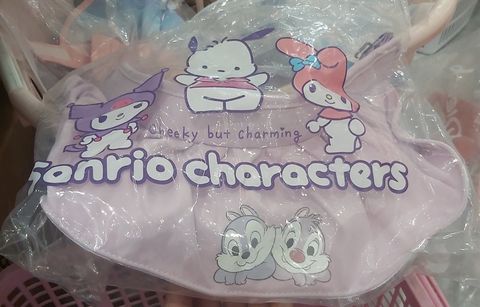 Cheeky but charming
Sanrio characters